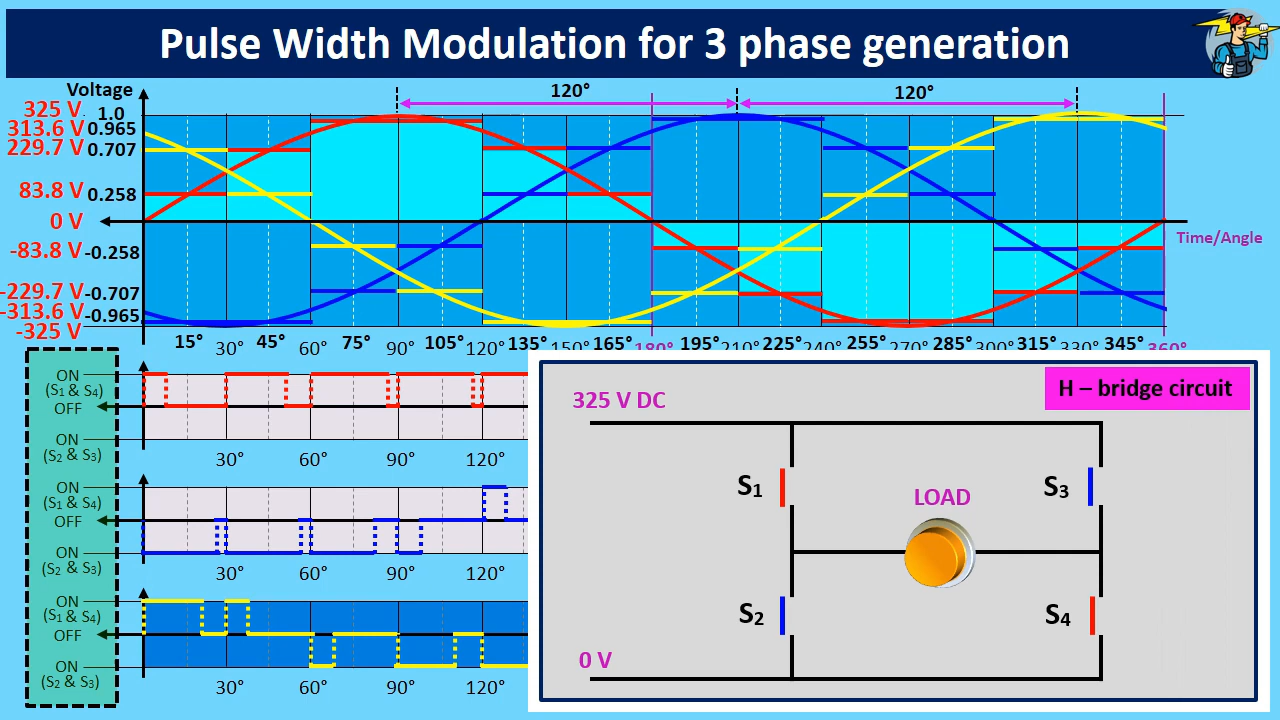 Pulse Width Modulation for 3 phase generation
Voltage
120°
120°
325 V
1.0
313.6 V 0.965
229.7 V 0.707
83.8 V 0.258
0 V
-83.8 V -0.258
-229.7 V -0.707
-313.6 V -0.965
-325 V
Time/Angle
15° 30° 45° 60° 75° 90° 105° 120° 135° 150° 165° 180° 195° 210° 225° 240° 255° 270° 285° 300° 315° 330° 345° 360°
ON
(S1 & S4)
OFF
ON
(S2 & S3)
30° 60° 90° 120°
ON
(S1 & S4)
OFF
ON
(S2 & S3)
30° 60° 90° 120°
ON
(S1 & S4)
OFF
ON
(S2 & S3)
30° 60° 90° 120°
H – bridge circuit
325 V DC
S1
S3
LOAD
S2
S4
0 V